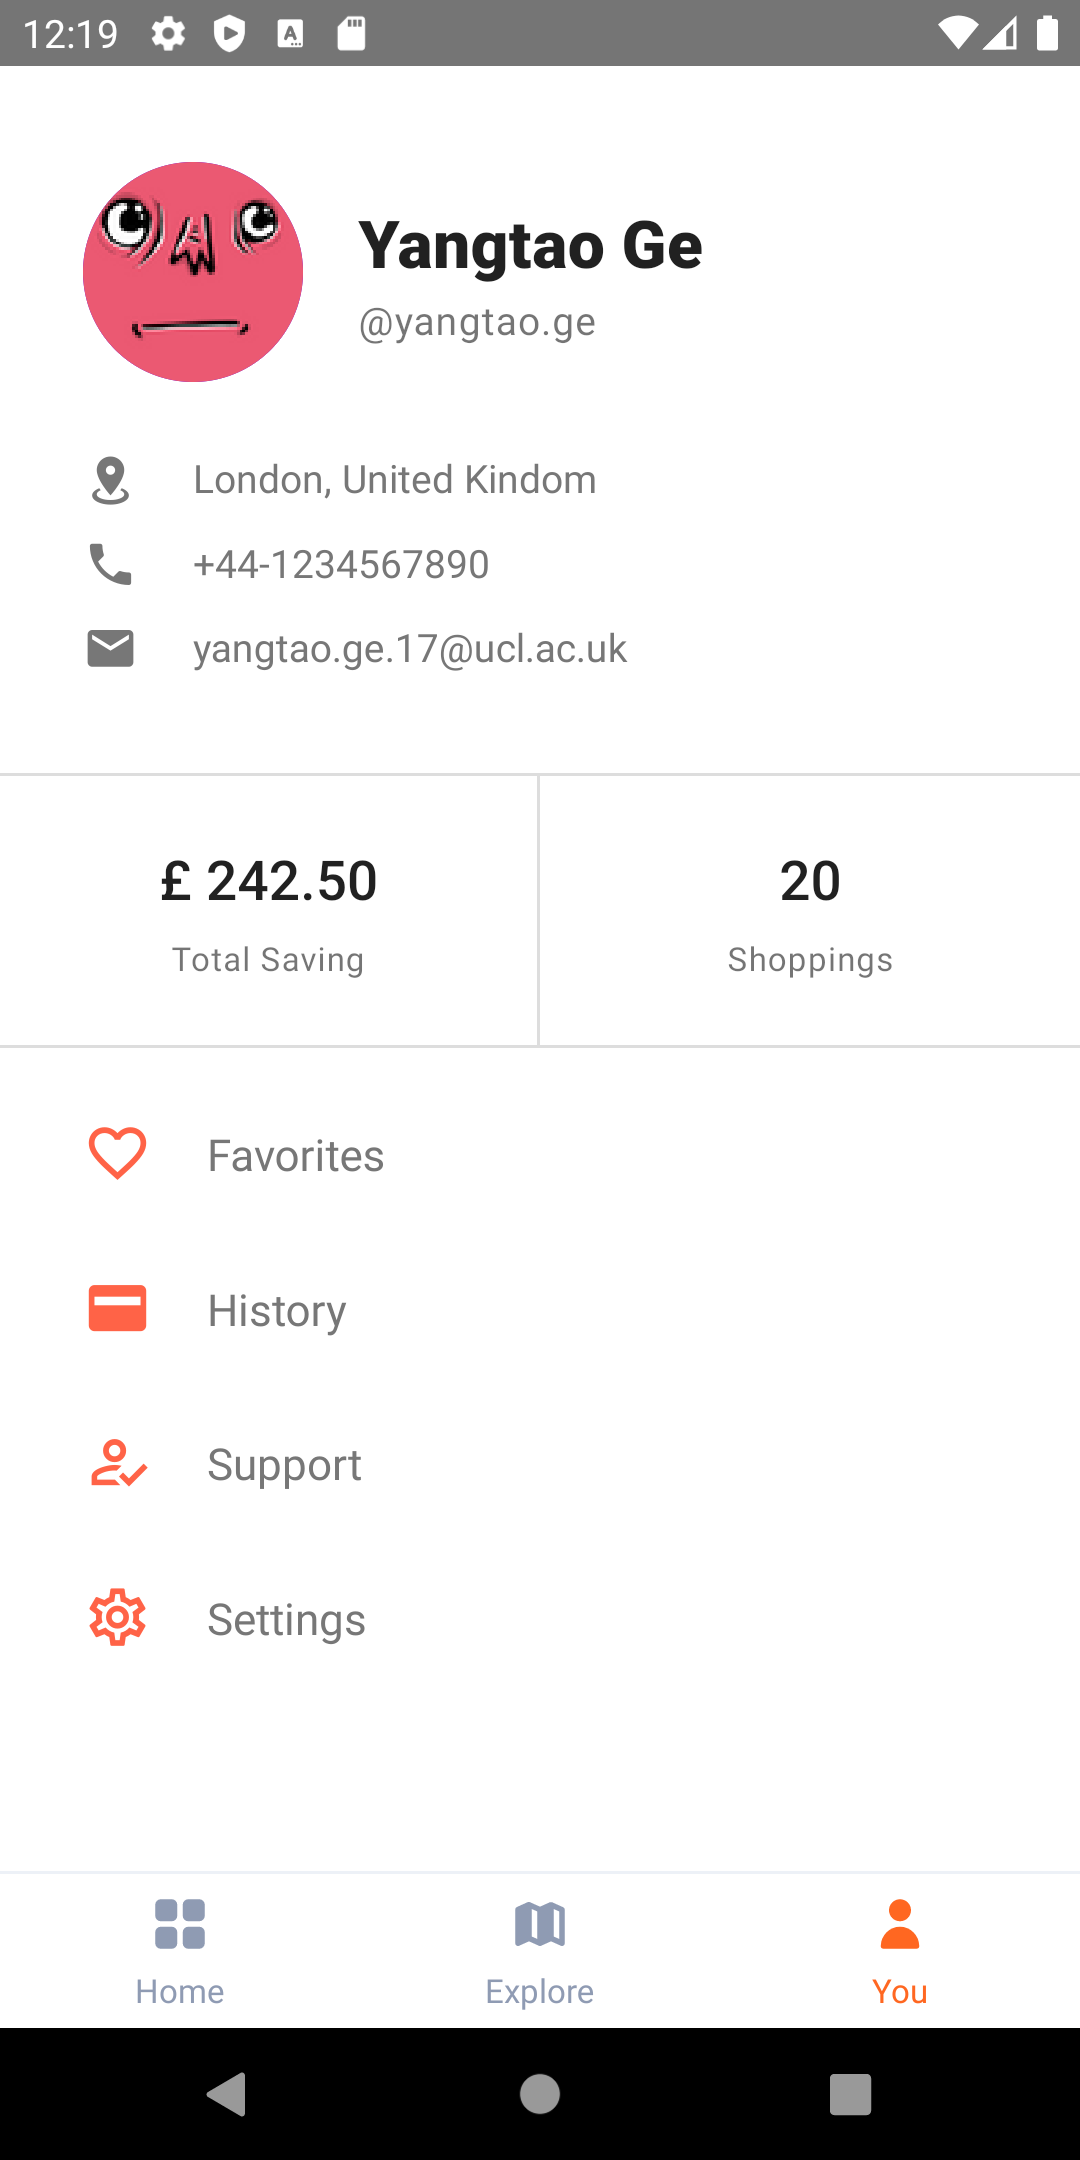 12:19
Yangtao Ge
@yangtao.ge
London, United Kindom
+44-1234567890
yangtao.ge.17@ucl.ac.uk
£ 242.50
Total Saving
20
Shoppings
Favorites
History
Support
Settings
Home
Explore
You